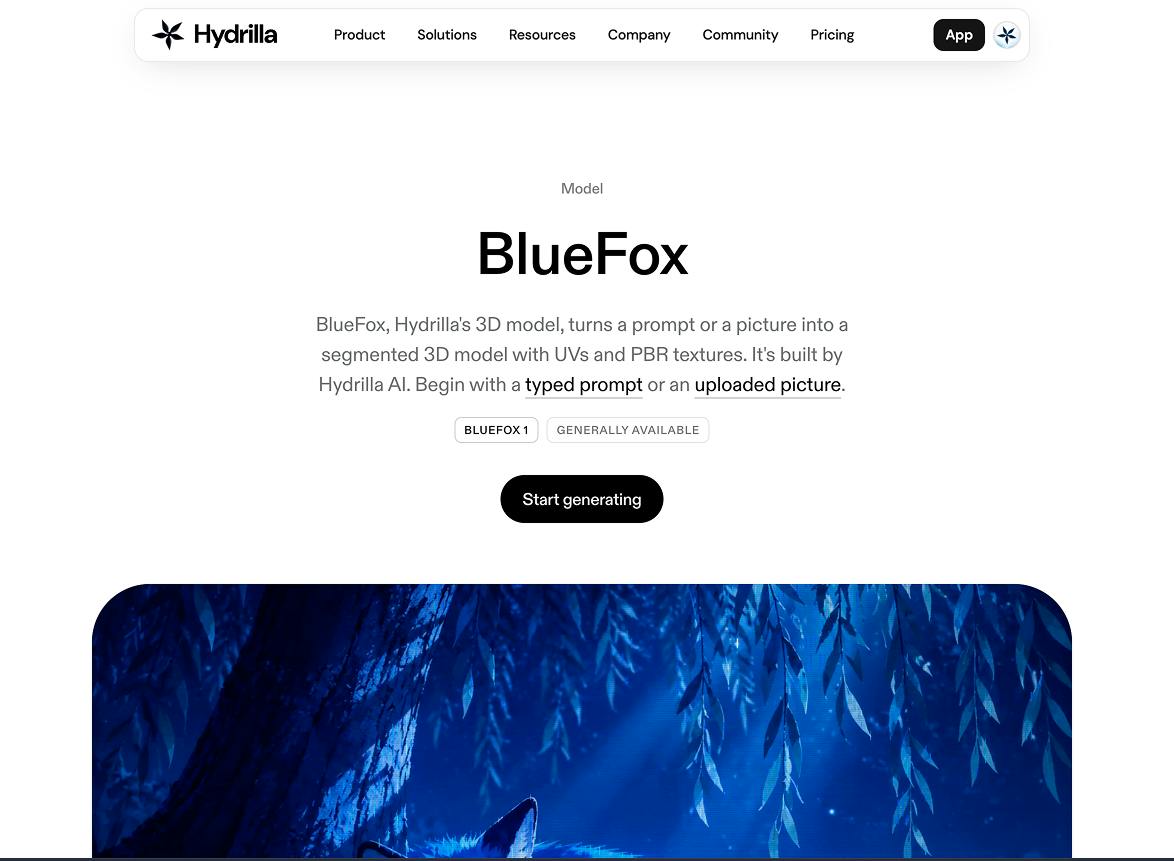 Hydrilla
Product
Solutions
Resources
Company
Community
Pricing
App
Model
BlueFox
BlueFox, Hydrilla's 3D model, turns a prompt or a picture into a
segmented 3D model with UVs and PBR textures. It's built by
Hydrilla AI. Begin with a typed prompt or an uploaded picture.
BLUEFOX 1
GENERALLY AVAILABLE
Start generating